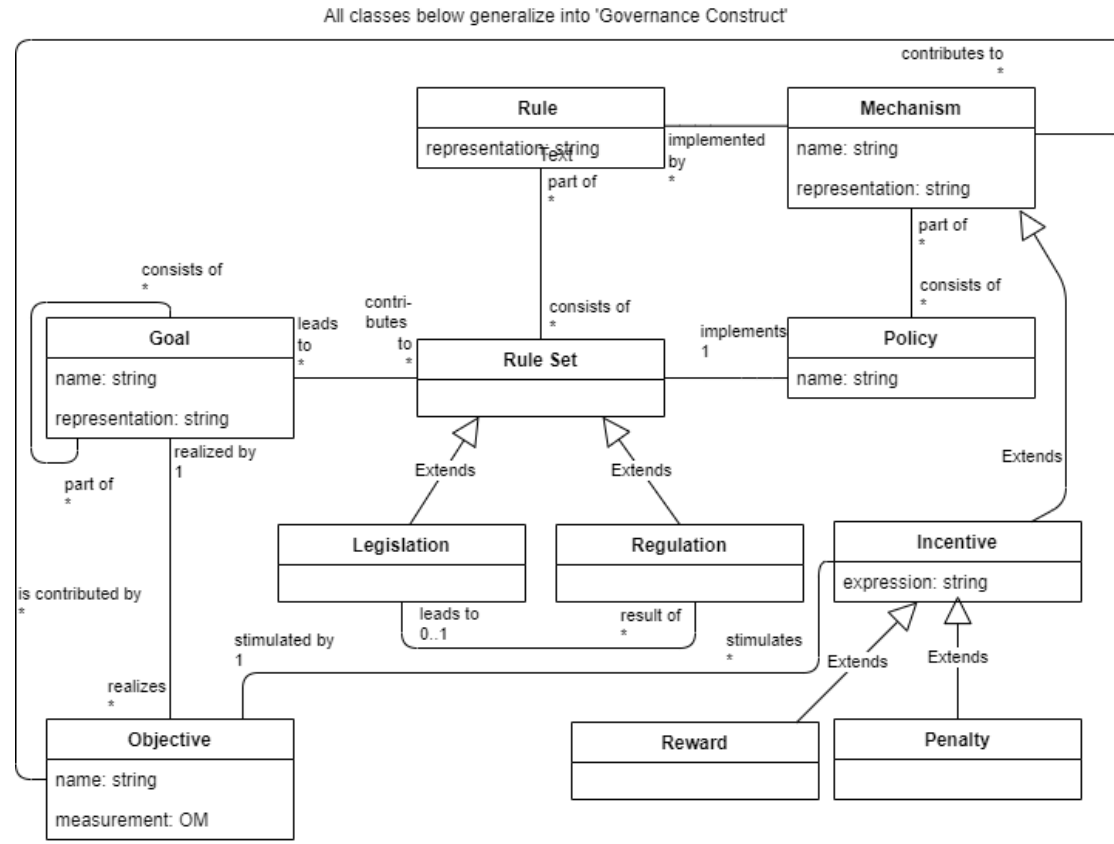 All classes below generalize into 'Governance Construct'
contributes to
*
Rule
representation: string
Text
implemented
by
*
Mechanism
name: string
representation: string
part of
*
part of
*
consists of
*
consists of
*
consists of
*
Goal
name: string
representation: string
leads
to
*
contri-
butes
to
*
Rule Set
implements
1
Policy
name: string
realized by
1
part of
*
Extends
Extends
Extends
Legislation
Regulation
Incentive
expression: string
is contributed by
*
leads to
0..1
result of
*
stimulated by
1
stimulates
*
Extends
Extends
realizes
*
Objective
name: string
measurement: OM
Reward
Penalty